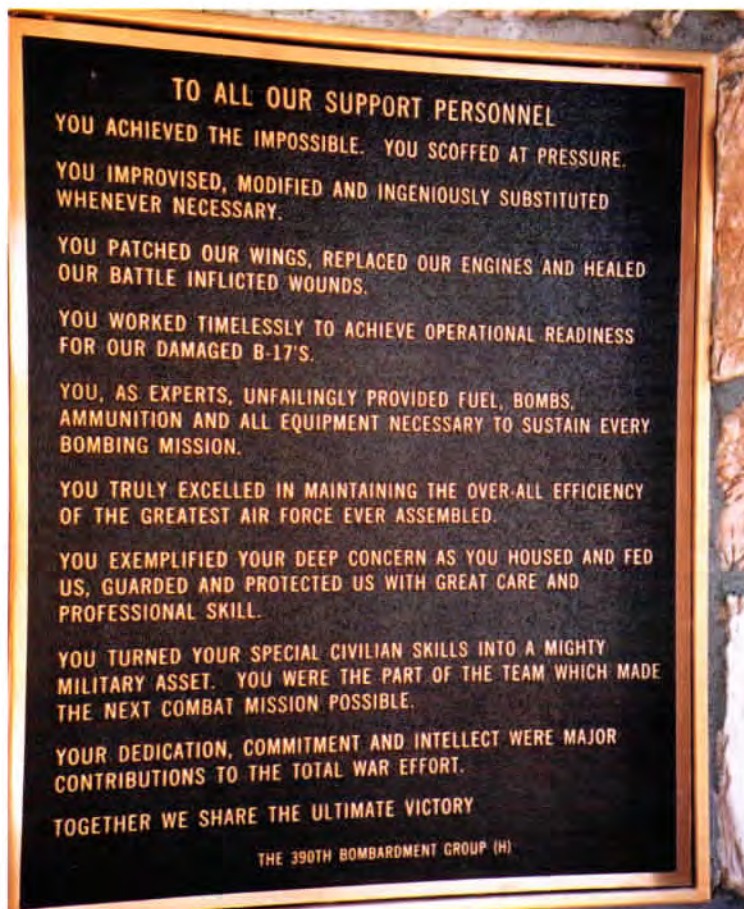 TO ALL OUR SUPPORT PERSONNEL
YOU ACHIEVED THE IMPOSSIBLE. YOU SCOFFED AT PRESSURE.
YOU IMPROVISED, MODIFIED AND INGENIOUSLY SUBSTITUTED
WHENEVER NECESSARY.
YOU PATCHED OUR WINGS, REPLACED OUR ENGINES AND HEALED
OUR BATTLE INFLICTED WOUNDS.
YOU WORKED TIMELESSLY TO ACHIEVE OPERATIONAL READINESS
FOR OUR DAMAGED B-17'S.
YOU, AS EXPERTS, UNFAILINGLY PROVIDED FUEL, BOMBS,
AMMUNITION AND ALL EQUIPMENT NECESSARY TO SUSTAIN EVERY
BOMBING MISSION.
YOU TRULY EXCELLED IN MAINTAINING THE OVER-ALL EFFICIENCY
OF THE GREATEST AIR FORCE EVER ASSEMBLED.
YOU EXEMPLIFIED YOUR DEEP CONCERN AS YOU HOUSED AND FED
US, GUARDED AND PROTECTED US WITH GREAT CARE AND
PROFESSIONAL SKILL.
YOU TURNED YOUR SPECIAL CIVILIAN SKILLS INTO A MIGHTY
MILITARY ASSET. YOU WERE THE PART OF THE TEAM WHICH MADE
THE NEXT COMBAT MISSION POSSIBLE.
YOUR DEDICATION, COMMITMENT AND INTELLECT WERE MAJOR
CONTRIBUTIONS TO THE TOTAL WAR EFFORT.
TOGETHER WE SHARE THE ULTIMATE VICTORY
THE 390TH BOMBARDMENT GROUP (H)